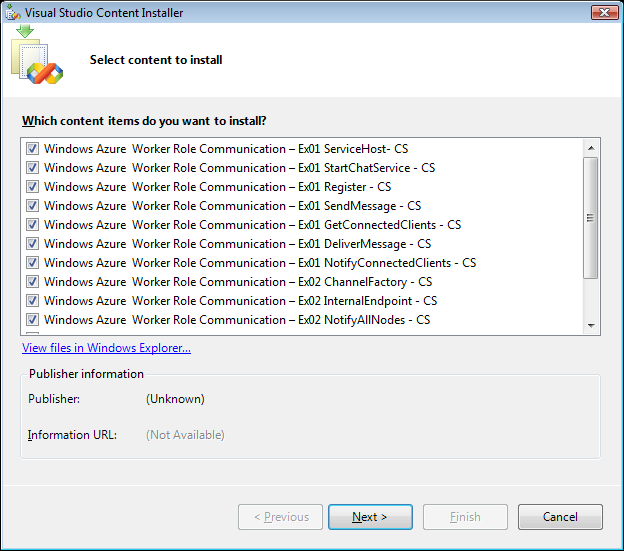 Visual Studio Content Installer
Select content to install
Which content items do you want to install?
Windows Azure  Worker Role Communication – Ex01 ServiceHost- CS
Windows Azure  Worker Role Communication – Ex01 StartChatService - CS
Windows Azure  Worker Role Communication – Ex01 Register - CS
Windows Azure  Worker Role Communication – Ex01 SendMessage - CS
Windows Azure  Worker Role Communication – Ex01 GetConnectedClients - CS
Windows Azure  Worker Role Communication – Ex01 DeliverMessage - CS
Windows Azure  Worker Role Communication – Ex01 NotifyConnectedClients - CS
Windows Azure  Worker Role Communication – Ex02 ChannelFactory - CS
Windows Azure  Worker Role Communication – Ex02 InternalEndpoint - CS
Windows Azure  Worker Role Communication – Ex02 NotifyAllNodes - CS
View files in Windows Explorer...
Publisher information
Publisher: (Unknown)
Information URL: (Not Available)
< Previous Next > Finish Cancel